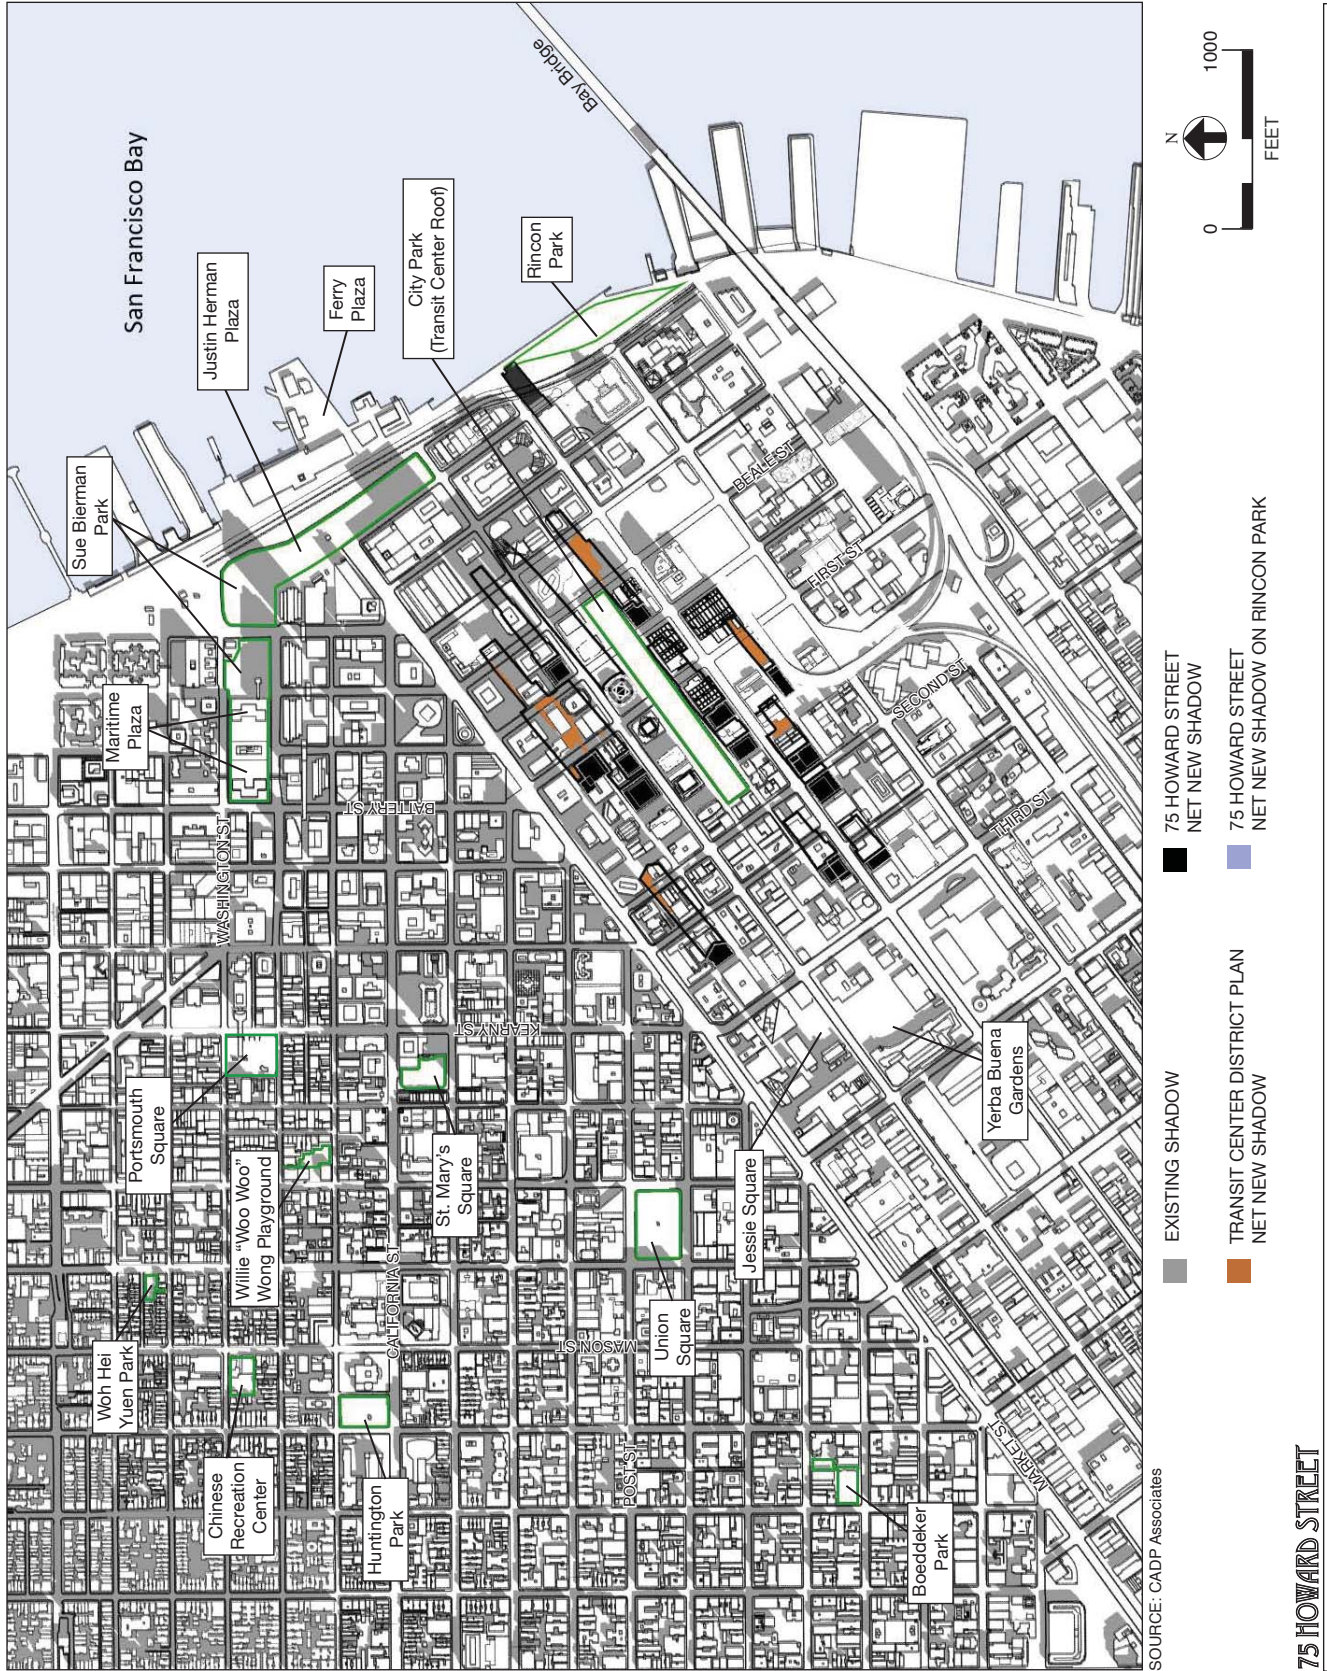 San Francisco Bay
Bay Bridge
Justin Herman
Plaza
Ferry
Plaza
City Park
(Transit Center Roof)
Rincon
Park
Sue Bierman
Park
Maritime
Plaza
BATTERY ST
WASHINGTON ST
BEALE ST
FIRST ST
SECOND ST
THIRD ST
KEARNY ST
Portsmouth
Square
Willie “Woo Woo”
Wong Playground
St. Mary's
Square
Woh Hei
Yuen Park
Chinese
Recreation
Center
CALIFORNIA ST
Huntington
Park
MASON ST
Union
Square
Jessie Square
Yerba Buena
Gardens
POST ST
Boeddeker
Park
MARKET ST
SOURCE: CADP Associates
EXISTING SHADOW
TRANSIT CENTER DISTRICT PLAN
NET NEW SHADOW
75 HOWARD STREET
NET NEW SHADOW
75 HOWARD STREET
NET NEW SHADOW ON RINCON PARK
N
0
1000
FEET
75 HOWARD STREET